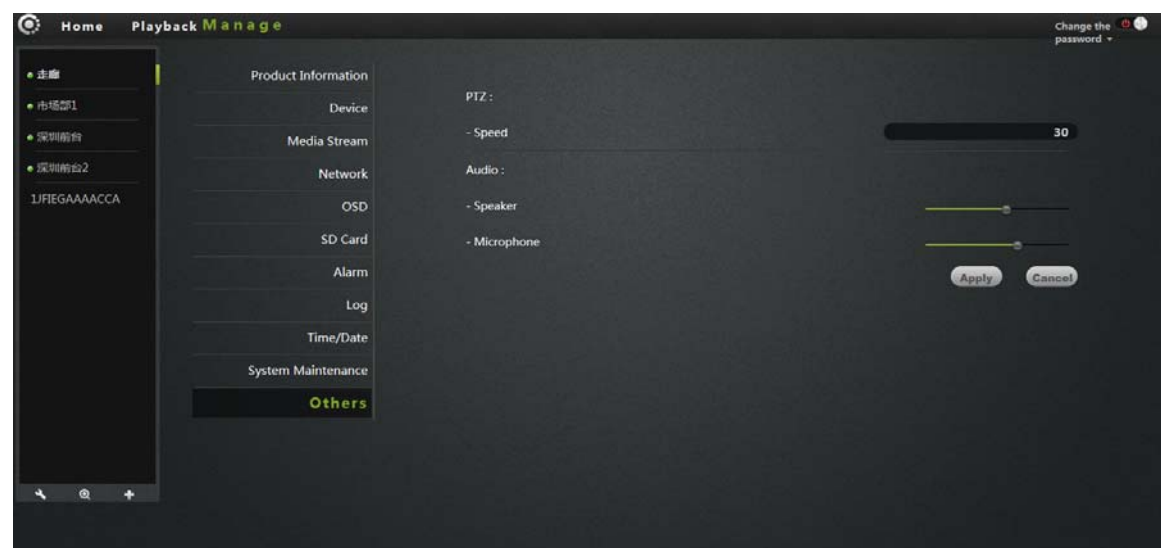 Home Playback Manage
Change the
password
走廊
市场部1
深圳前台
深圳前台2
1JFIEGAAAACCA
Product Information
Device
Media Stream
Network
OSD
SD Card
Alarm
Log
Time/Date
System Maintenance
Others
PTZ :
- Speed 30
Audio :
- Speaker
- Microphone
Apply Cancel